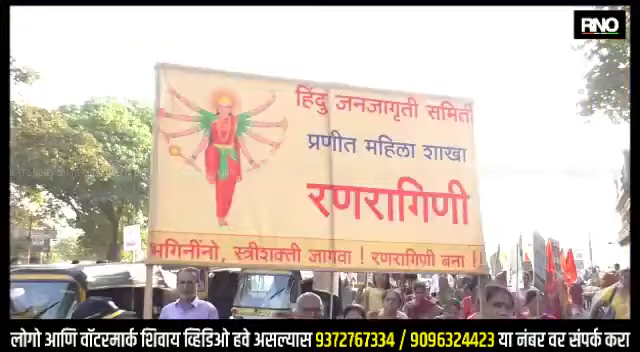 RNO
हिंदु जनजागृती समिती
प्रणीत महिला शाखा
रणरागिणी
भगिनींनो, स्त्रीशक्ती जागवा ! रणरागिणी बना !!
लोगो आणि वॉटरमार्क शिवाय व्हिडिओ हवे असल्यास 9372767334 / 9096324423 या नंबर वर संपर्क करा